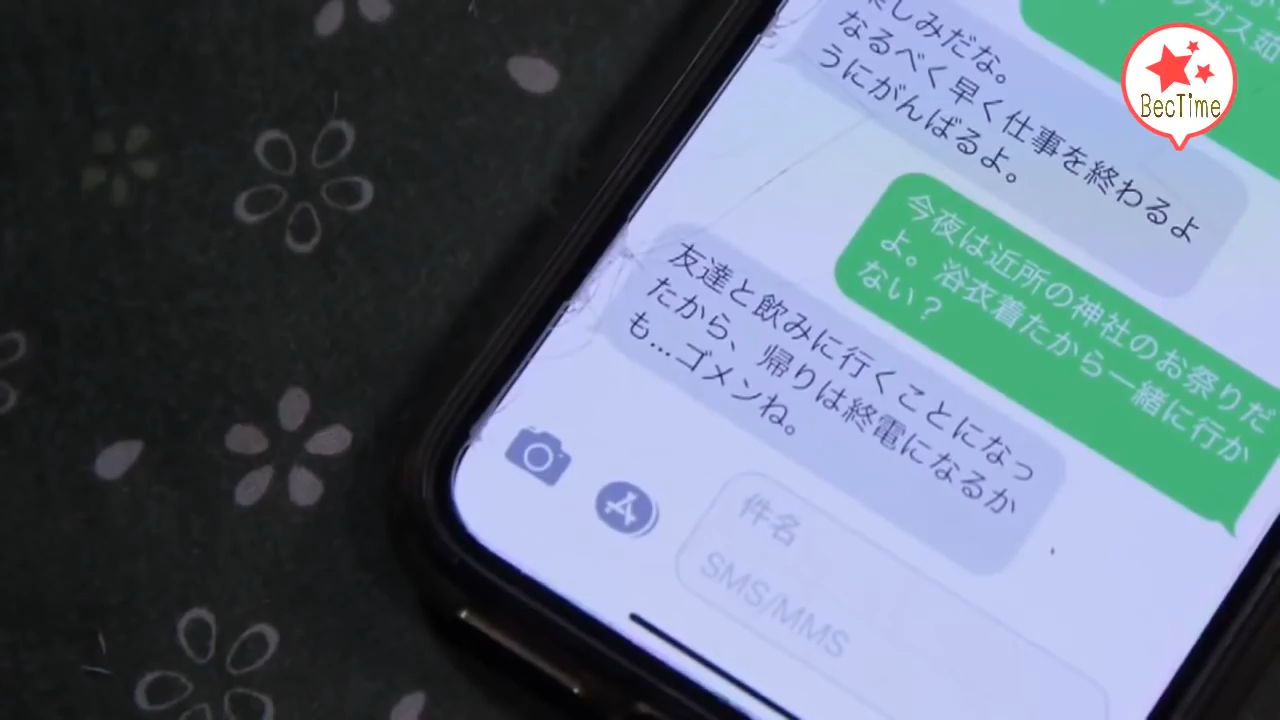 ガス茹
しみだな。
なるべく早く仕事を終わるよ
うにがんばるよ。
今夜は近所の神社のお祭りだ
よ。浴衣着たから一緒に行か
ない？
友達と飲みに行くことになっ
たから、帰りは終電になるか
も…ゴメンね。
件名
SMS/MMS
BecTime